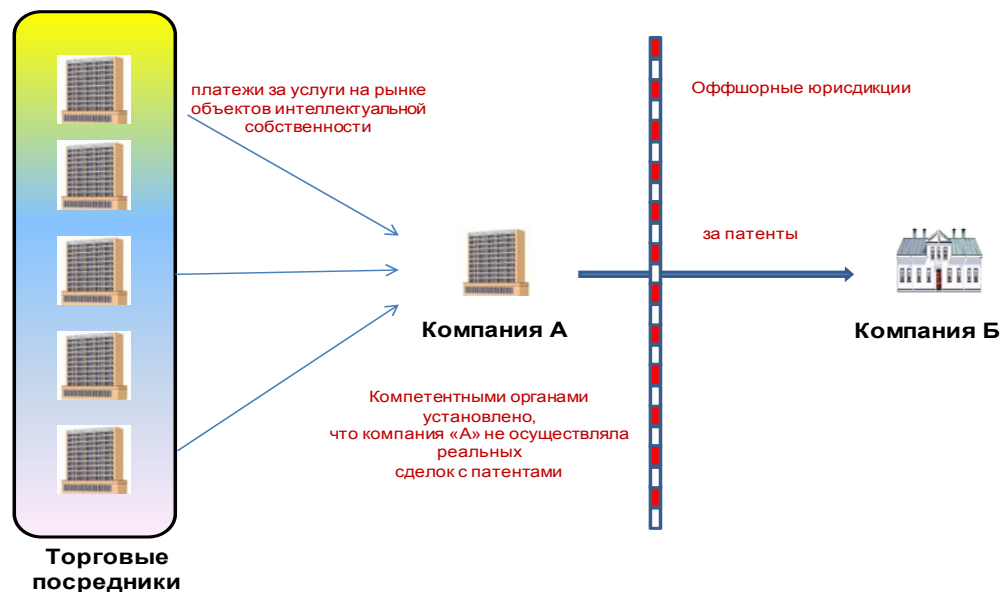 платежи за услуги на рынке
объектов интеллектуальной
собственности
Оффшорные юрисдикции
за патенты
Компания А
Компания Б
Компетентными органами
установлено,
что компания «А» не осуществляла
реальных
сделок с патентами
Торговые
посредники